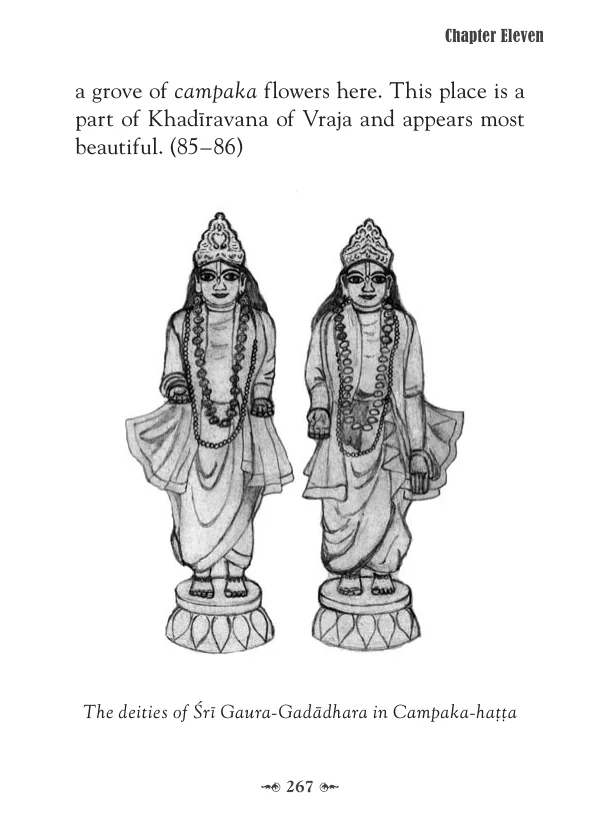 Chapter Eleven
a grove of campaka flowers here. This place is a
part of Khadīravana of Vraja and appears most
beautiful. (85–86)
The deities of Śrī Gaura-Gadādhara in Campaka-haṭṭa
267